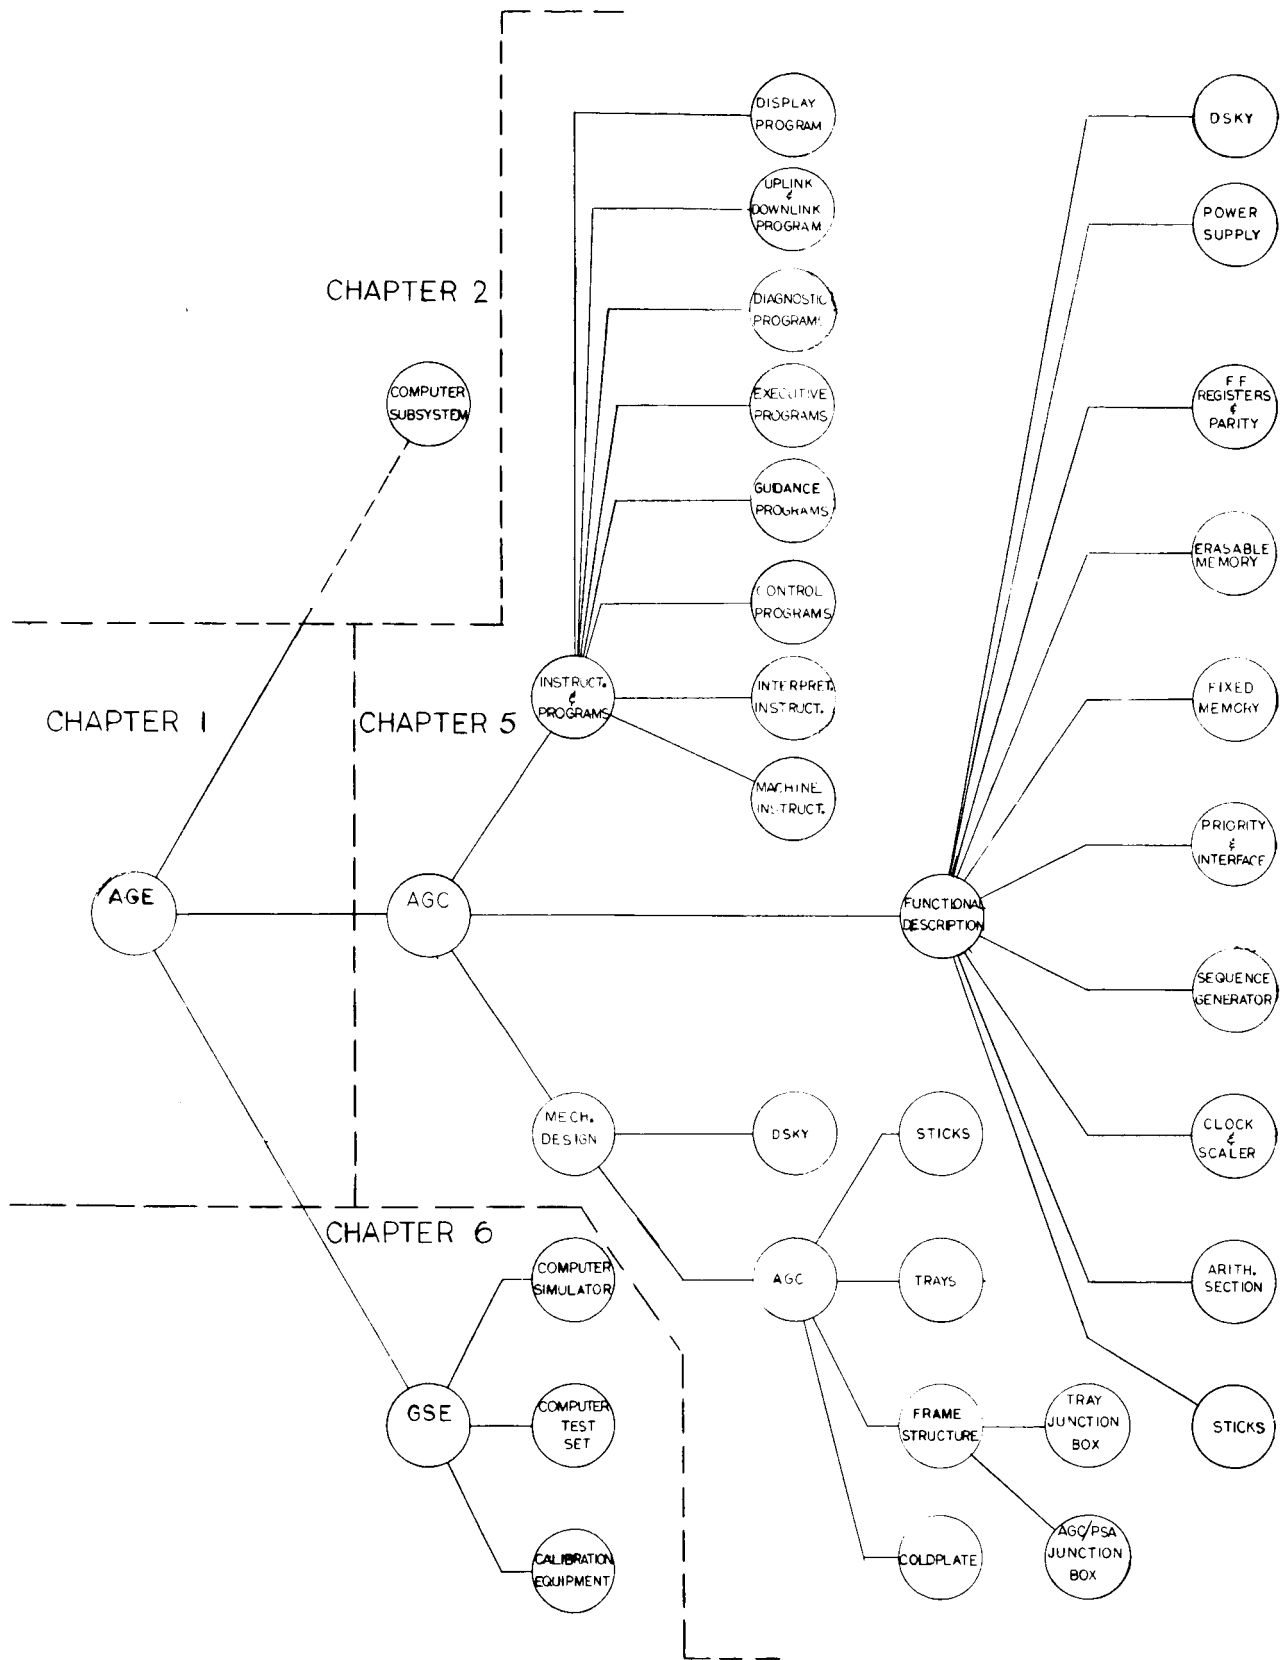 CHAPTER 2
COMPUTER
SUBSYSTEM
CHAPTER 1
CHAPTER 5
AGE
AGC
INSTRUCT.
&
PROGRAMS
DISPLAY
PROGRAM
UPLINK
&
DOWNLINK
PROGRAM
DIAGNOSTIC
PROGRAMS
EXECUTIVE
PROGRAMS
GUIDANCE
PROGRAMS
CONTROL
PROGRAMS
INTERPRET.
INSTRUCT.
MACHINE
INSTRUCT.
FUNCTIONAL
DESCRIPTION
DSKY
POWER
SUPPLY
F F
REGISTERS
&
PARITY
ERASABLE
MEMORY
FIXED
MEMORY
PRIORITY
&
INTERFACE
SEQUENCE
GENERATOR
CLOCK
&
SCALER
ARITH.
SECTION
STICKS
MECH.
DESIGN
DSKY
AGC
STICKS
TRAYS
FRAME
STRUCTURE
TRAY
JUNCTION
BOX
AGC/PSA
JUNCTION
BOX
COLDPLATE
CHAPTER 6
GSE
COMPUTER
SIMULATOR
COMPUTER
TEST
SET
CALIBRATION
EQUIPMENT